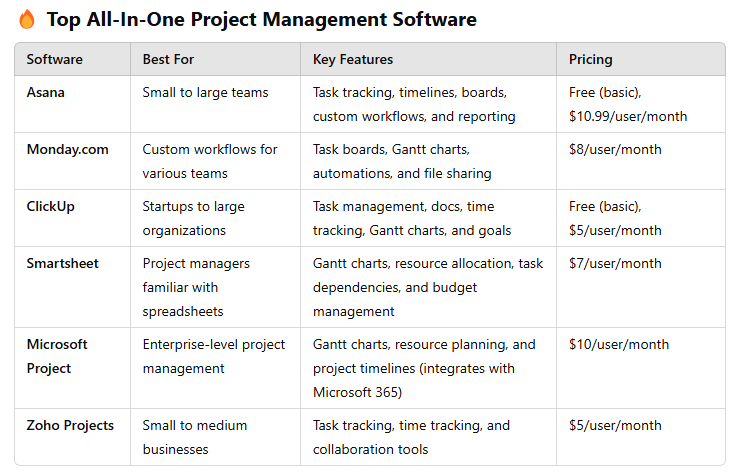 🔥 Top All-In-One Project Management Software
Software Best For Key Features Pricing
Asana Small to large teams Task tracking, timelines, boards, Free (basic),
custom workflows, and reporting $10.99/user/month
Monday.com Custom workflows for Task boards, Gantt charts, $8/user/month
various teams automations, and file sharing
ClickUp Startups to large Task management, docs, time Free (basic),
organizations tracking, Gantt charts, and goals $5/user/month
Smartsheet Project managers Gantt charts, resource allocation, task $7/user/month
familiar with dependencies, and budget
spreadsheets management
Microsoft Enterprise-level project Gantt charts, resource planning, and $10/user/month
Project management project timelines (integrates with
Microsoft 365)
Zoho Projects Small to medium Task tracking, time tracking, and $5/user/month
businesses collaboration tools